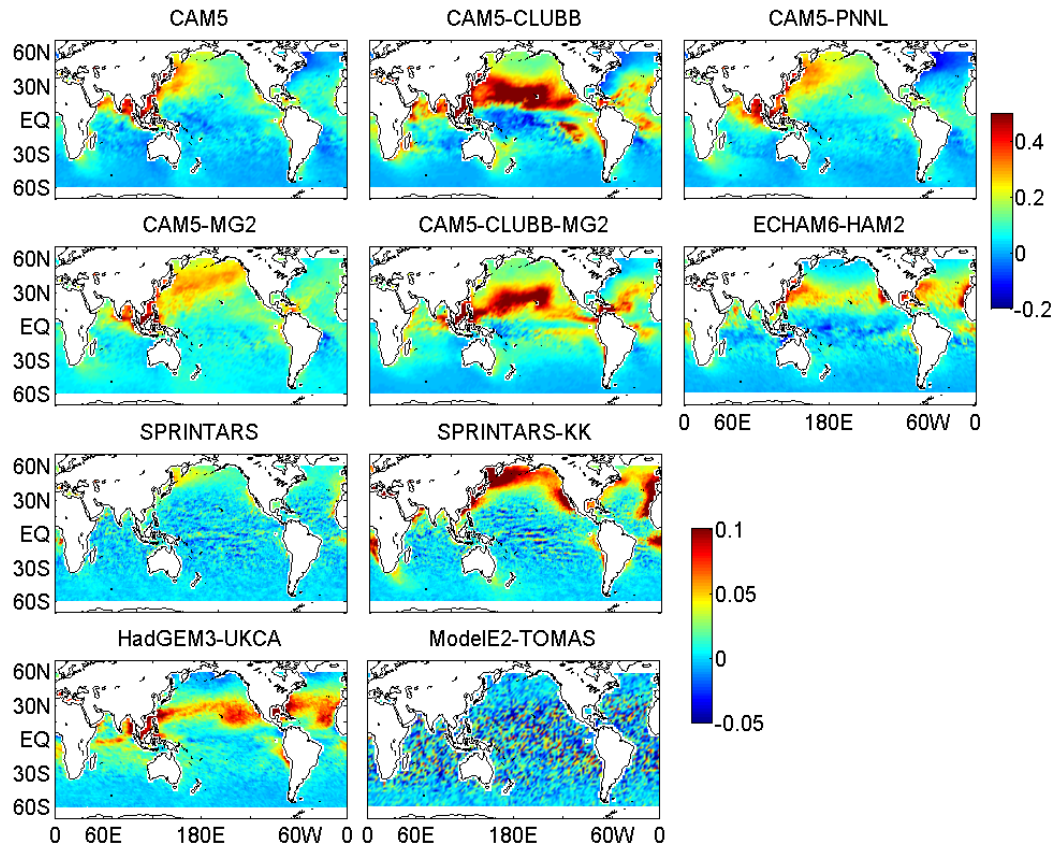 CAM5 CAM5-CLUBB CAM5-PNNL
60N
30N
EQ
30S
60S
0.4
0.2
0
-0.2
CAM5-MG2 CAM5-CLUBB-MG2 ECHAM6-HAM2
60N
30N
EQ
30S
60S
0 60E 180E 60W 0
SPRINTARS SPRINTARS-KK
60N
30N
EQ
30S
60S
0.1
0.05
0
-0.05
HadGEM3-UKCA ModelE2-TOMAS
60N
30N
EQ
30S
60S
0 60E 180E 60W 0 60E 180E 60W 0